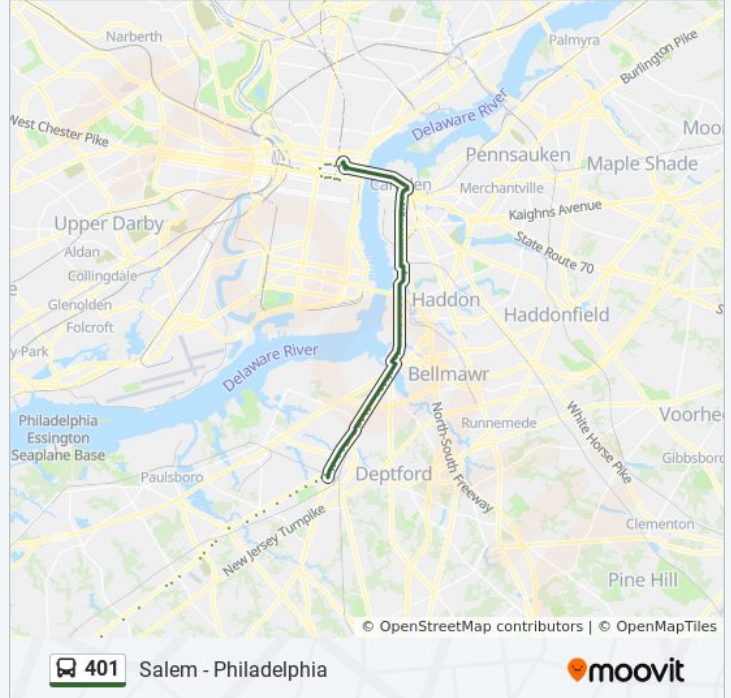 Narberth
Palmyra
Burlington Pike
Delaware River
West Chester Pike
Moor
Pennsauken
Maple Shade
Camden
Merchantville
Kaighns Avenue
Upper Darby
State Route 70
Aldan
Collingdale
Haddon
Glenolden
Haddonfield
Folcroft
y-Park
Delaware River
Bellmawr
Philadelphia
Essington
Seaplane Base
North-South Freeway
White Horse Pike
Voorhe
Runnemede
Gibbsboro
Paulsboro
Deptford
New Jersey Turnpike
Clementon
Pine Hill
© OpenStreetMap contributors | © OpenMapTiles
401 Salem - Philadelphia
moovit